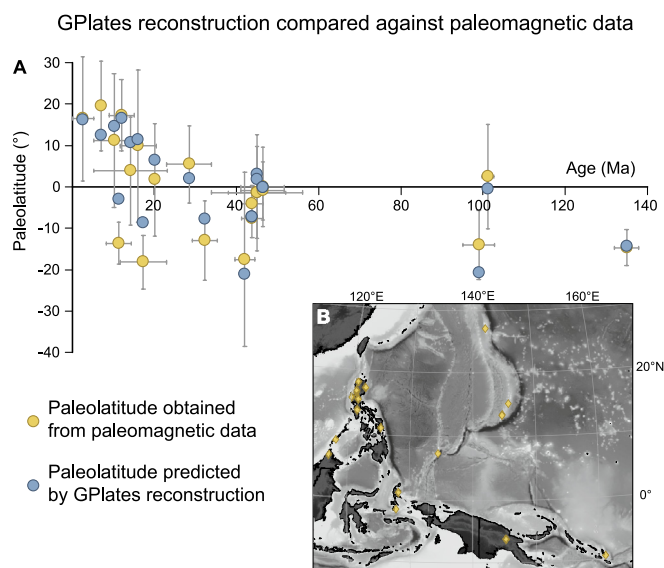 GPlates reconstruction compared against paleomagnetic data
A
30
20
10
0
-10
-20
-30
-40
Paleolatitude (°)
20
40
60
80
100
120
140
Age (Ma)
Paleolatitude obtained
from paleomagnetic data
Paleolatitude predicted
by GPlates reconstruction
120°E
140°E
160°E
B
20°N
0°